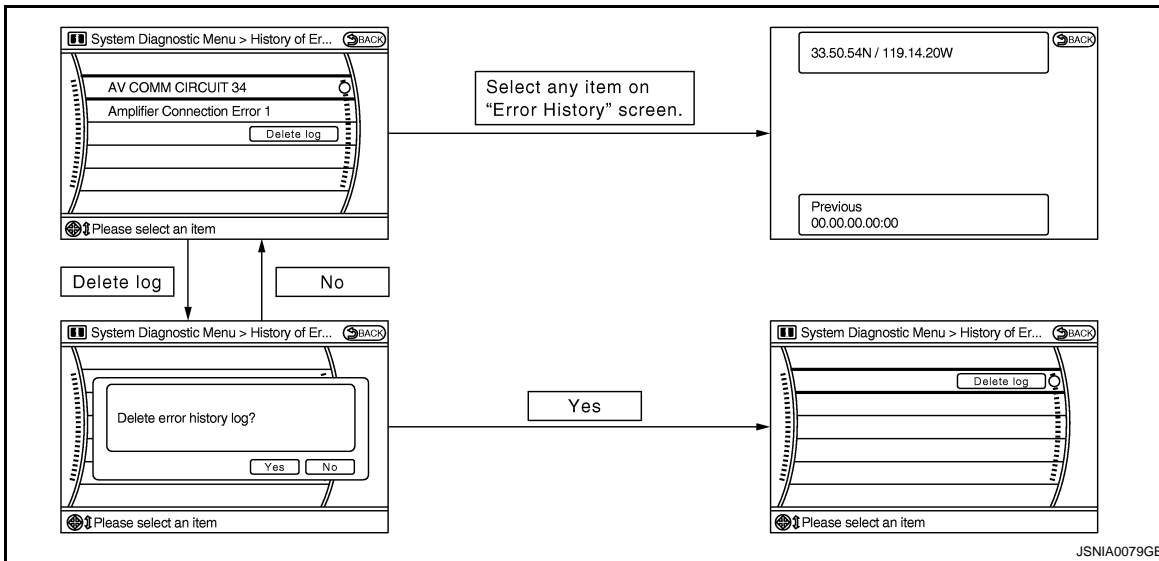 System Diagnostic Menu > History of Er... BACK
AV COMM CIRCUIT 34
Amplifier Connection Error 1
Delete log
Please select an item
Select any item on
“Error History” screen.
BACK
33.50.54N / 119.14.20W
Previous
00.00.00.00:00
Delete log
No
System Diagnostic Menu > History of Er... BACK
Delete error history log?
Yes No
Please select an item
Yes
System Diagnostic Menu > History of Er... BACK
Delete log
Please select an item
JSNIA0079GB